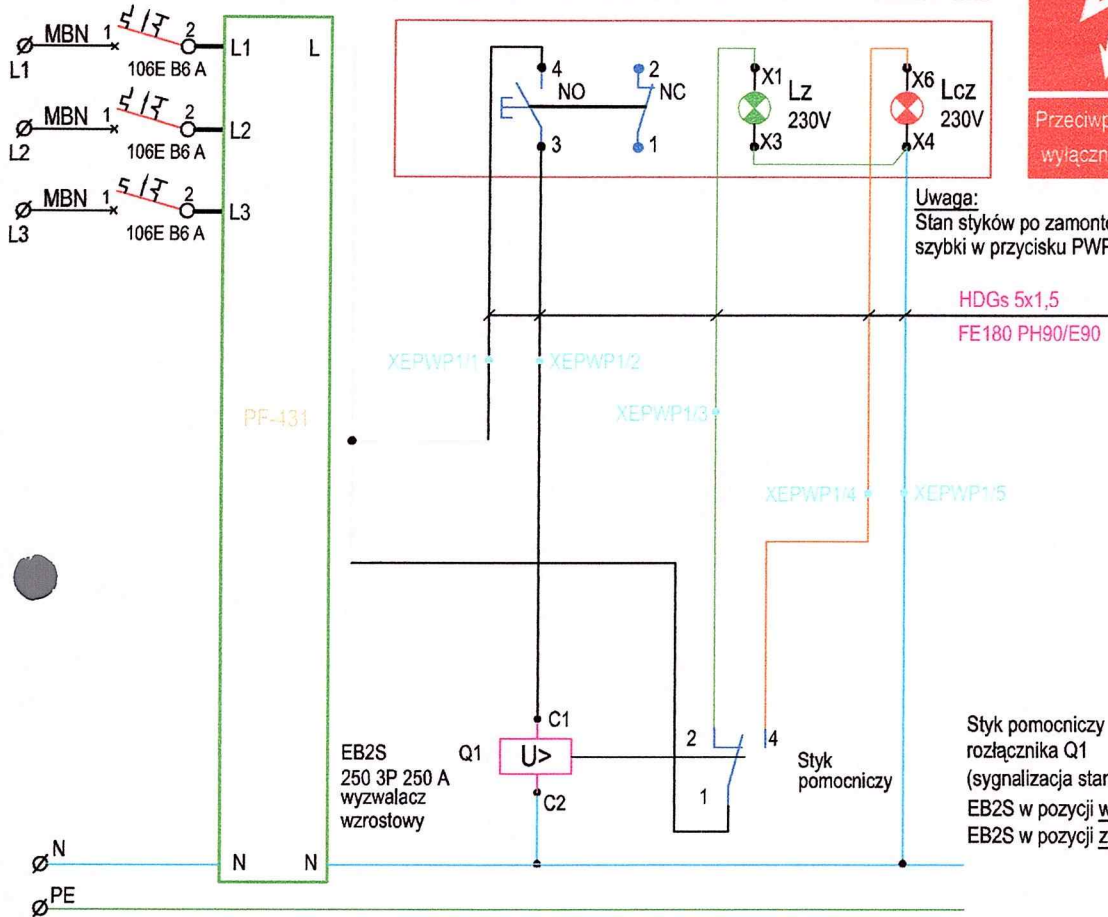 MBN 1 2
L1
106E B6 A
L1 L
MBN 1 2
L2
106E B6 A
L2
MBN 1 2
L3
106E B6 A
L3
4
NO
3
2
NC
1
X1
Lz
230V
X3
X6
Lcz
230V
X4
wyłączn
Uwaga:
Stan styków po
szybki w przycisku
HDGs 5x1,5
FE180 PH90/E90
XEPWP1/1
XEPWP1/2
XEPWP1/3
PF-431
XEPWP1/4
XEPWP1/5
EB2S
250 3P 250 A
wyzwalacz
wzrostowy
Q1
C1
U>
C2
2
4
1
Styk
pomocniczy
Styk pomocniczy
rozłącznika Q1
(sygnalizacja
EB2S w pozycji
EB2S w pozycji
N
N N
PE